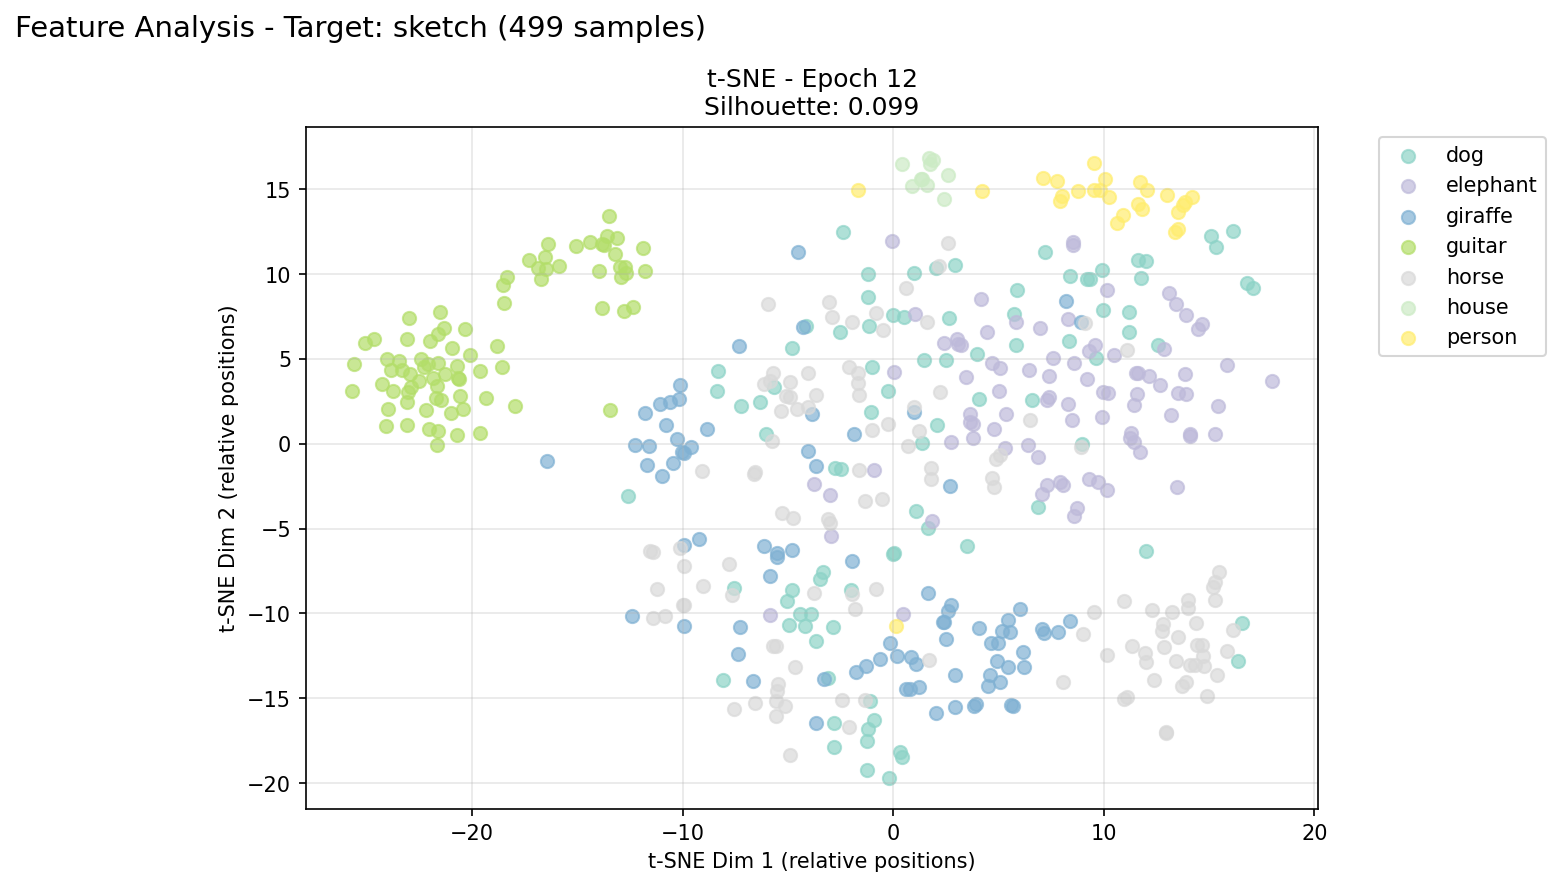 Feature Analysis - Target: sketch (499 samples)
t-SNE - Epoch 12
Silhouette: 0.099
dog
elephant
giraffe
guitar
horse
house
person
t-SNE Dim 2 (relative positions)
15
10
5
0
−5
−10
−15
−20
−20
−10
0
10
20
t-SNE Dim 1 (relative positions)